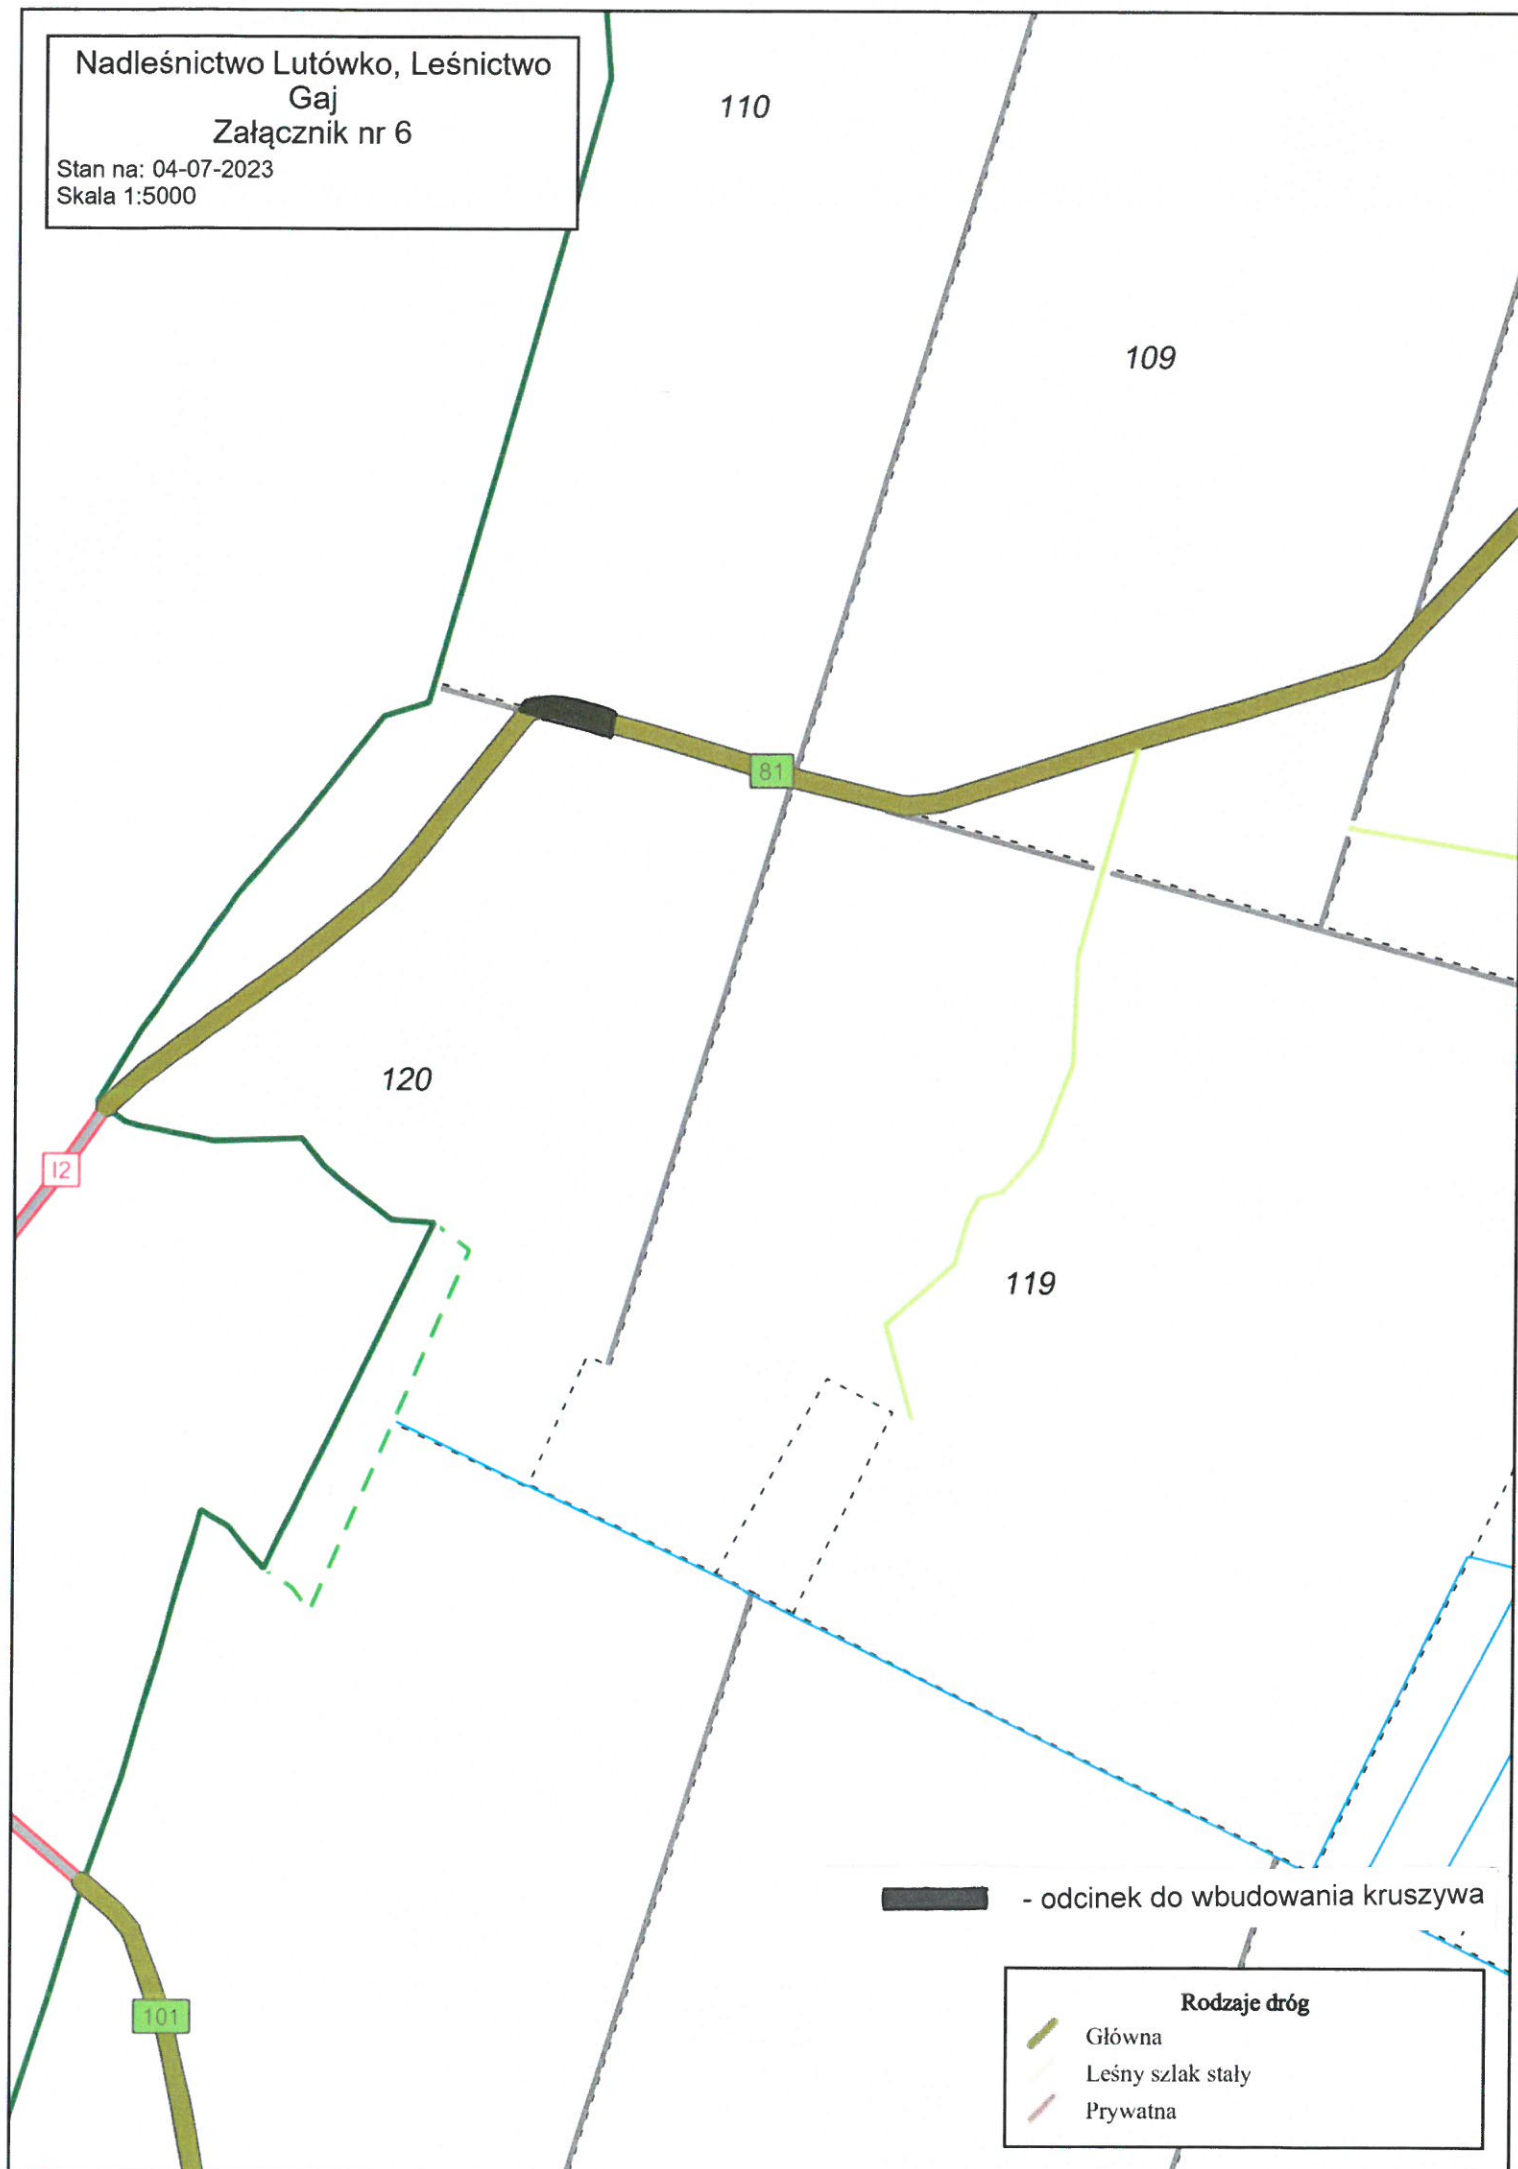 Nadleśnictwo Lutówko, Leśnictwo
Gaj
Załącznik nr 6
Stan na: 04-07-2023
Skala 1:5000
110
109
81
120
I2
119
- odcinek do wbudowania kruszywa
101
Rodzaje dróg
Główna
Leśny szlak stały
Prywatna